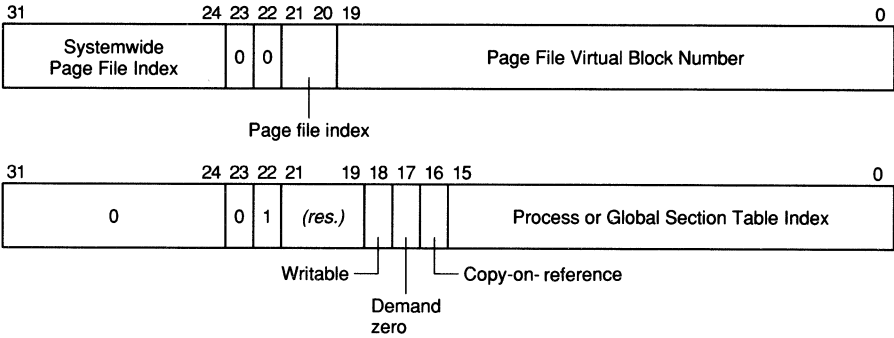 31 24 23 22 21 20 19 0
Systemwide
Page File Index
0 0
Page File Virtual Block Number
Page file index
31 24 23 22 21 19 18 17 16 15 0
0 0 1 (res.) Process or Global Section Table Index
Writable Copy-on- reference
Demand
zero